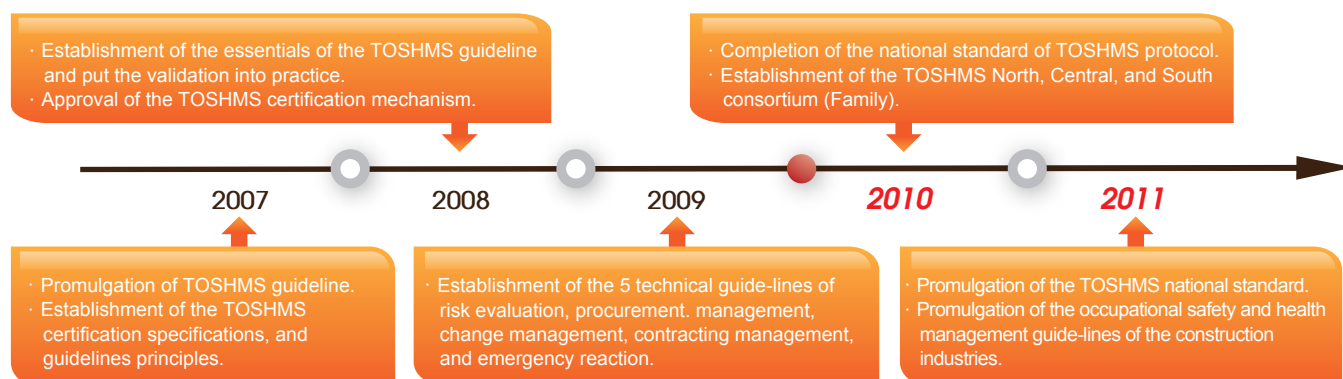 · Establishment of the essentials of the TOSHMS guideline
and put the validation into practice.
· Approval of the TOSHMS certification mechanism.
· Completion of the national standard of TOSHMS protocol.
· Establishment of the TOSHMS North, Central, and South
consortium (Family).
2007
2008
2009
2010
2011
· Promulgation of TOSHMS guideline.
· Establishment of the TOSHMS
certification specifications, and
guidelines principles.
· Establishment of the 5 technical guide-lines of
risk evaluation, procurement. management,
change management, contracting management,
and emergency reaction.
· Promulgation of the TOSHMS national standard.
· Promulgation of the occupational safety and health
management guide-lines of the construction
industries.